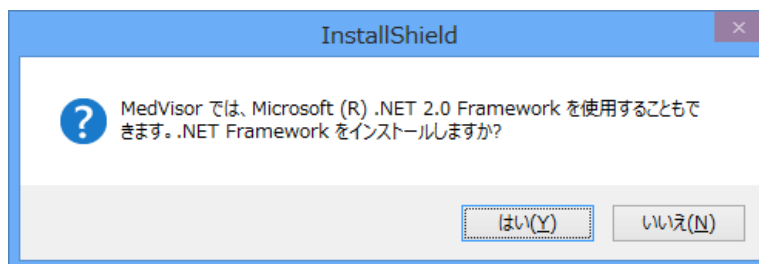 InstallShield
MedVisor では、Microsoft (R) .NET 2.0 Framework を使用することもで
きます。.NET Framework をインストールしますか?
はい(Y)
いいえ(N)